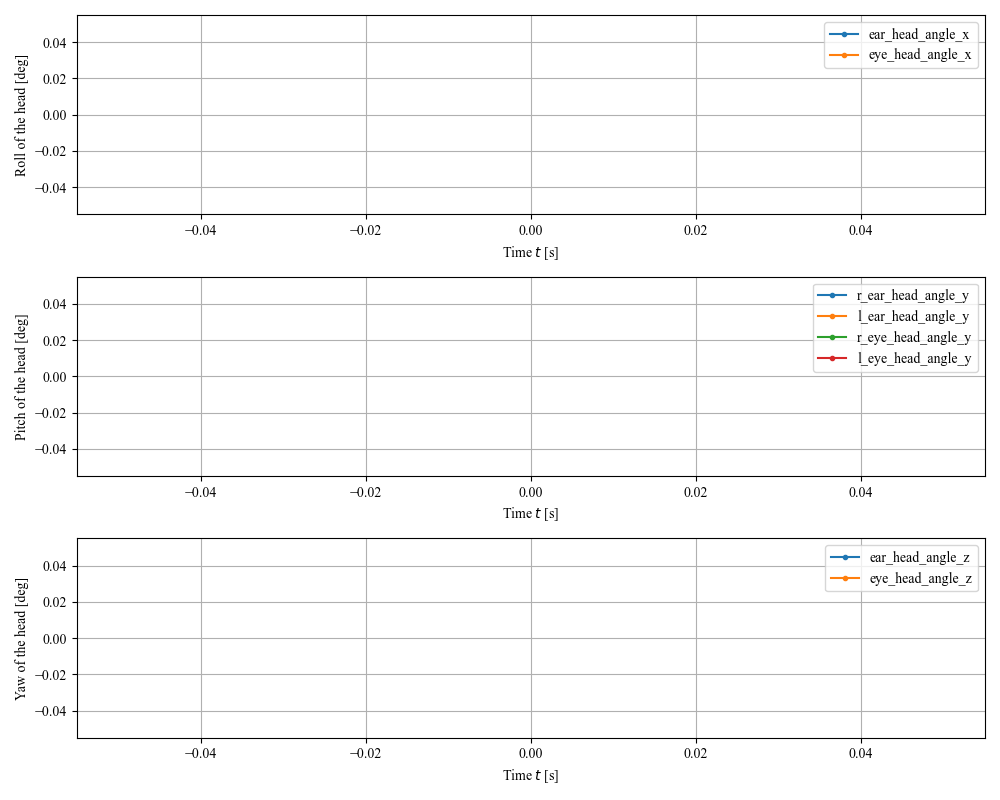 Roll of the head [deg]
0.04
0.02
0.00
−0.02
−0.04
ear_head_angle_x
eye_head_angle_x
−0.04 −0.02 0.00 0.02 0.04
Time t [s]
Pitch of the head [deg]
0.04
0.02
0.00
−0.02
−0.04
r_ear_head_angle_y
l_ear_head_angle_y
r_eye_head_angle_y
l_eye_head_angle_y
−0.04 −0.02 0.00 0.02 0.04
Time t [s]
Yaw of the head [deg]
0.04
0.02
0.00
−0.02
−0.04
ear_head_angle_z
eye_head_angle_z
−0.04 −0.02 0.00 0.02 0.04
Time t [s]